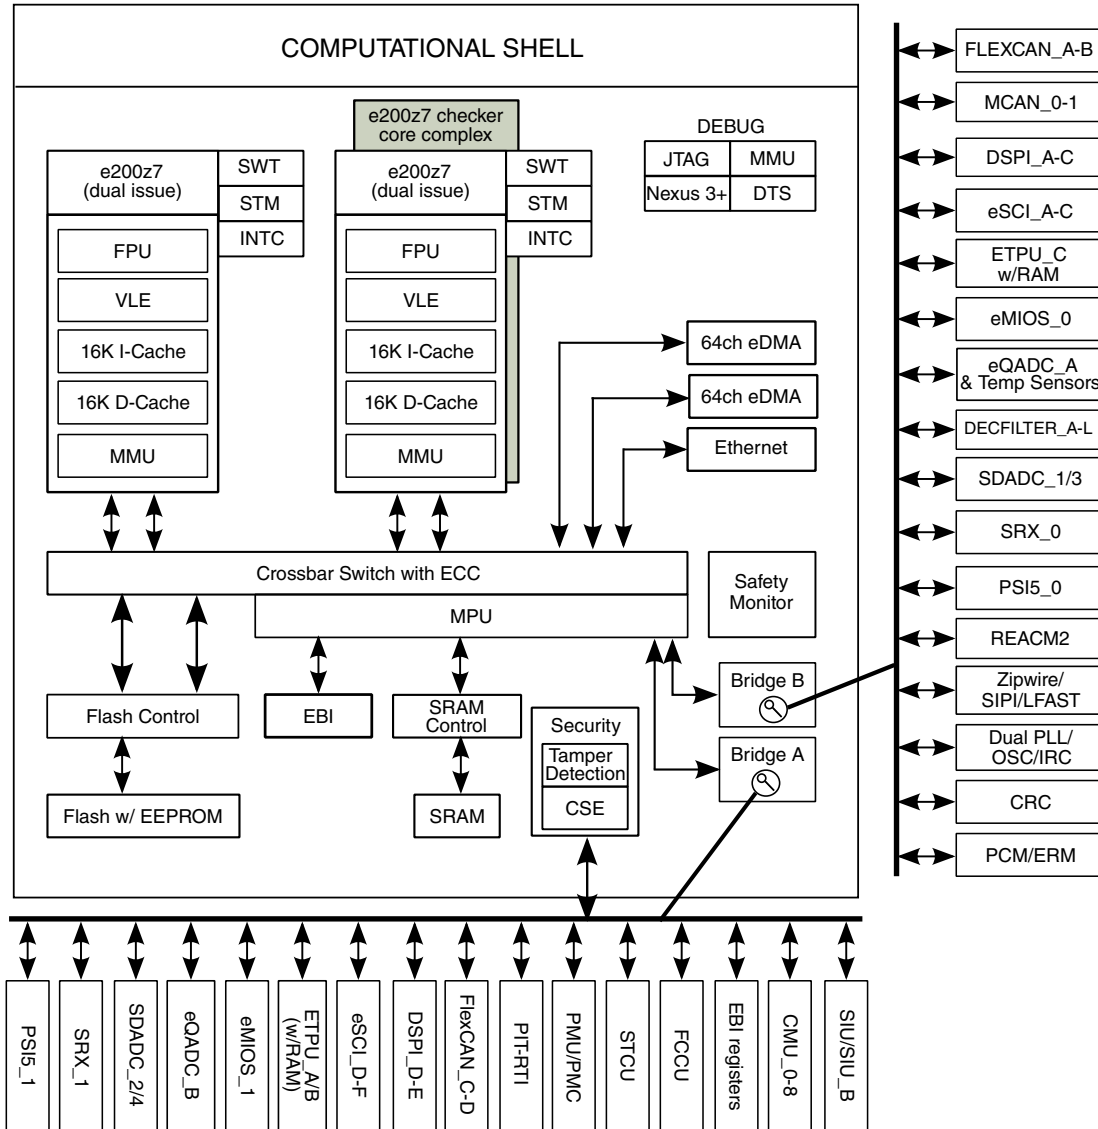 COMPUTATIONAL SHELL
e200z7 checker
core complex
e200z7
(dual issue)
SWT
STM
INTC
FPU
VLE
16K I-Cache
16K D-Cache
MMU
e200z7
(dual issue)
SWT
STM
INTC
FPU
VLE
16K I-Cache
16K D-Cache
MMU
DEBUG
JTAG
MMU
Nexus 3+
DTS
64ch eDMA
64ch eDMA
Ethernet
Crossbar Switch with ECC
MPU
Safety
Monitor
Flash Control
EBI
SRAM
Control
Flash w/ EEPROM
SRAM
Security
Tamper
Detection
CSE
Bridge B
Bridge A
FLEXCAN_A-B
MCAN_0-1
DSPI_A-C
eSCI_A-C
ETPU_C
w/RAM
eMIOS_0
eQADC_A
& Temp Sensors
DECFILTER_A-L
SDADC_1/3
SRX_0
PSI5_0
REACM2
Zipwire/
SIPI/LFAST
Dual PLL/
OSC/IRC
CRC
PCM/ERM
PSI5_1
SRX_1
SDADC_2/4
eQADC_B
eMIOS_1
ETPU_A/B
(w/RAM)
eSCI_D-F
DSPI_D-E
FlexCAN_C-D
PIT-RTI
PMU/PMC
STCU
FCCU
EBI registers
CMU_0-8
SIU/SIU_B